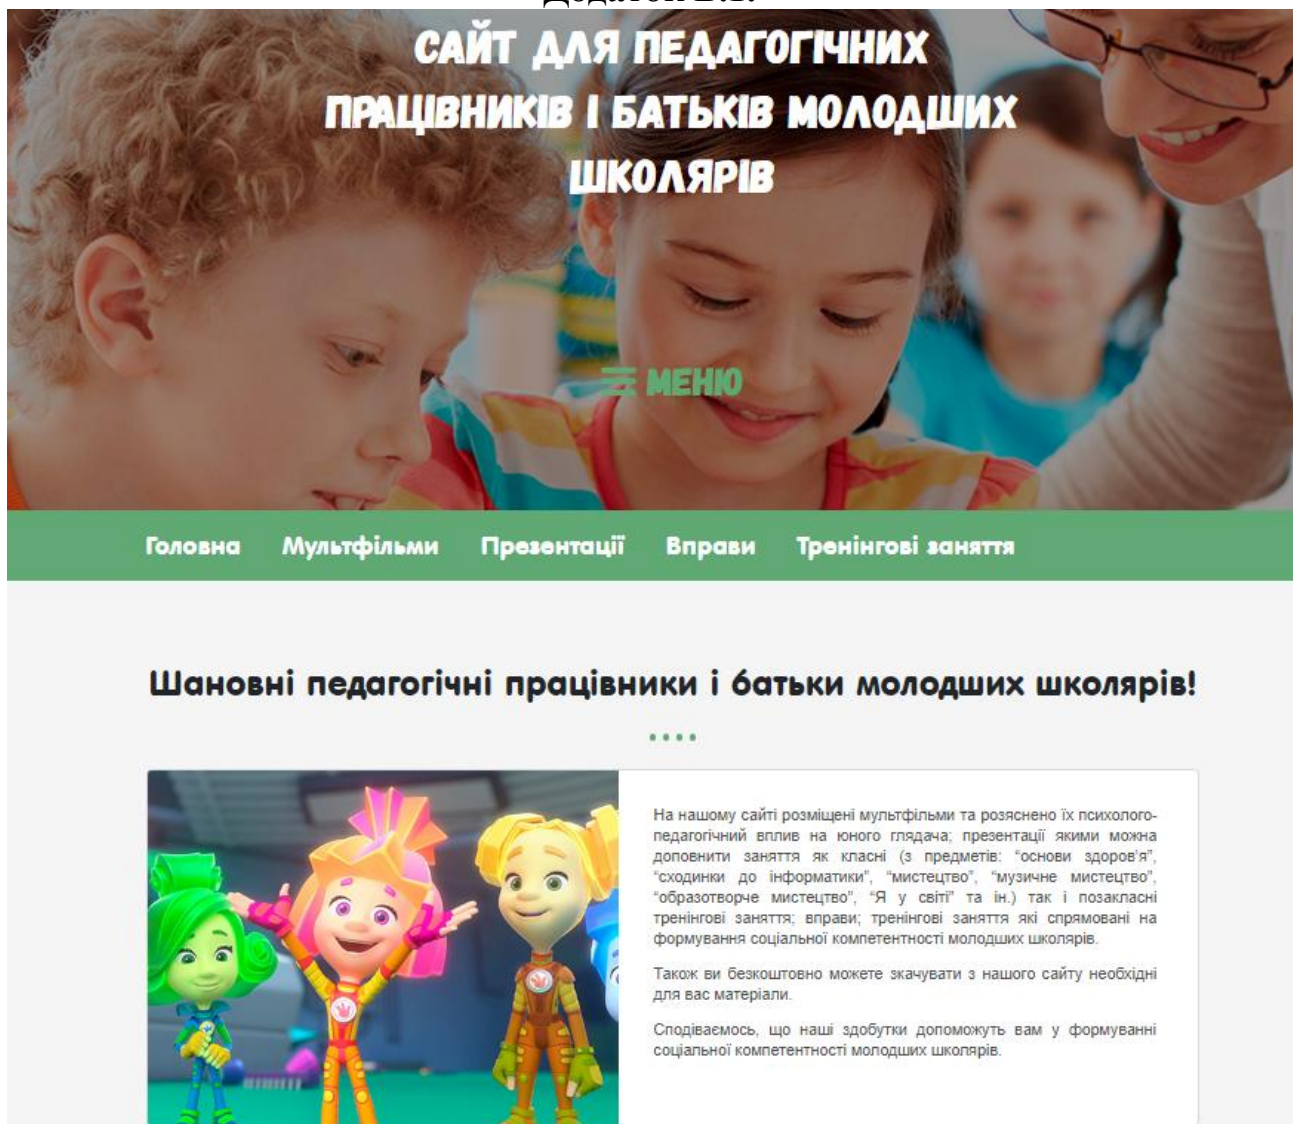 САЙТ ДЛЯ ПЕДАГОГІЧНИХ
ПРАЦІВНИКІВ І БАТЬКІВ МОЛОДШИХ
ШКОЛЯРІВ
МЕНЮ
Головна Мультфільми Презентації Вправи Тренінгові заняття
Шановні педагогічні працівники і батьки молодших школярів!
На нашому сайті розміщені мультфільми та розяснено їх психолого-
педагогічний вплив на юного глядача; презентації якими можна
доповнити заняття як класні (з предметів: “основи здоров’я”,
“сходинки до інформатики”, “мистецтво”, “музичне мистецтво”,
“образотворче мистецтво”, “Я у світі” та ін.) так і позакласні
тренінгові заняття; вправи; тренінгові заняття які спрямовані на
формування соціальної компетентності молодших школярів.
Також ви безкоштовно можете зкачувати з нашого сайту необхідні
для вас матеріали.
Сподіваємось, що наші здобутки допоможуть вам у формуванні
соціальної компетентності молодших школярів.